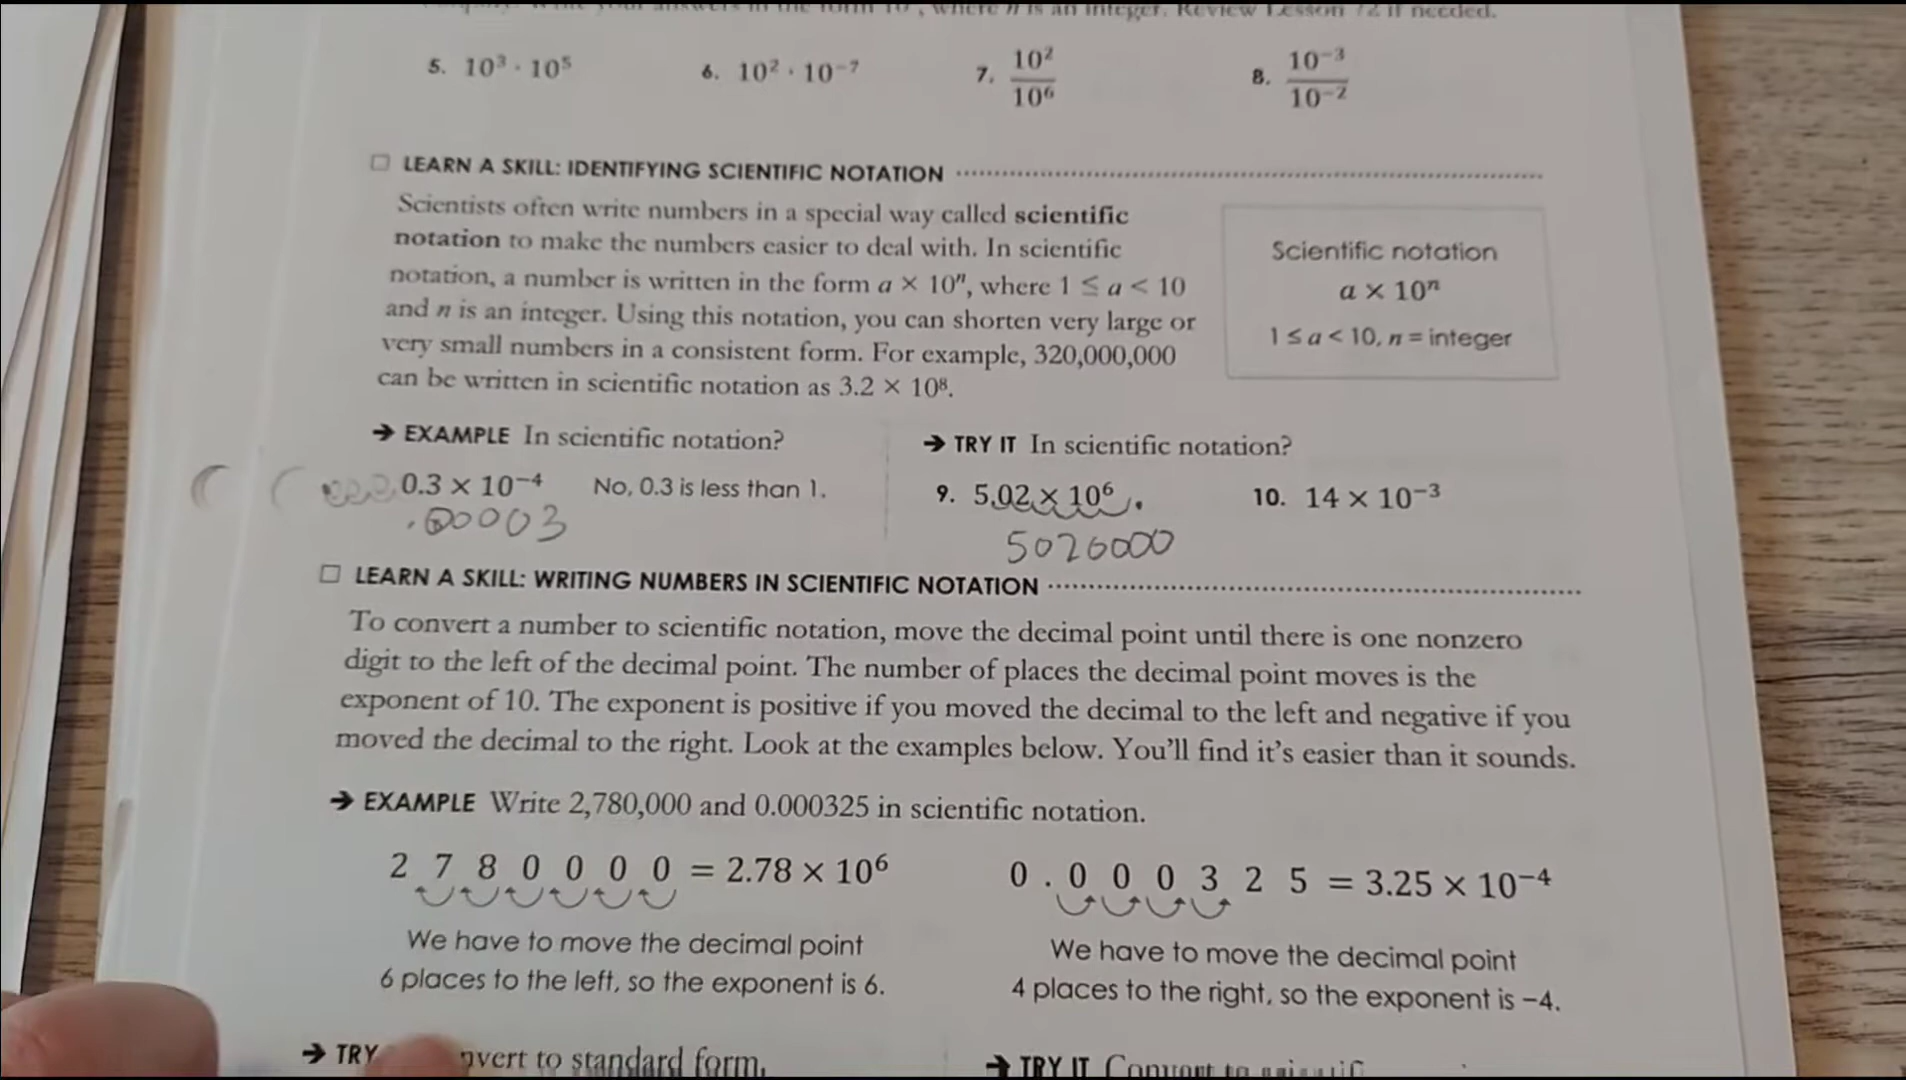 where n is an integer. Review Lesson 72 if needed.
5. 10³ · 10⁵ 6. 10² · 10⁻⁷ 7. 10²/10⁶ 8. 10⁻³/10⁻²
LEARN A SKILL: IDENTIFYING SCIENTIFIC NOTATION
Scientists often write numbers in a special way called scientific
notation to make the numbers easier to deal with. In scientific
notation, a number is written in the form a × 10ⁿ, where 1 ≤ a < 10
and n is an integer. Using this notation, you can shorten very large or
very small numbers in a consistent form. For example, 320,000,000
can be written in scientific notation as 3.2 × 10⁸.
Scientific notation
a × 10ⁿ
1 ≤ a < 10, n = integer
→ EXAMPLE In scientific notation?
0.3 × 10⁻⁴ No, 0.3 is less than 1.
.00003
→ TRY IT In scientific notation?
9. 5.02 × 10⁶ 10. 14 × 10⁻³
5020000
LEARN A SKILL: WRITING NUMBERS IN SCIENTIFIC NOTATION
To convert a number to scientific notation, move the decimal point until there is one nonzero
digit to the left of the decimal point. The number of places the decimal point moves is the
exponent of 10. The exponent is positive if you moved the decimal to the left and negative if you
moved the decimal to the right. Look at the examples below. You'll find it's easier than it sounds.
→ EXAMPLE Write 2,780,000 and 0.000325 in scientific notation.
2 7 8 0 0 0 0 = 2.78 × 10⁶
We have to move the decimal point
6 places to the left, so the exponent is 6.
0 . 0 0 0 3 2 5 = 3.25 × 10⁻⁴
We have to move the decimal point
4 places to the right, so the exponent is −4.
→ TRY to standard form.
→ TRY IT Convert to